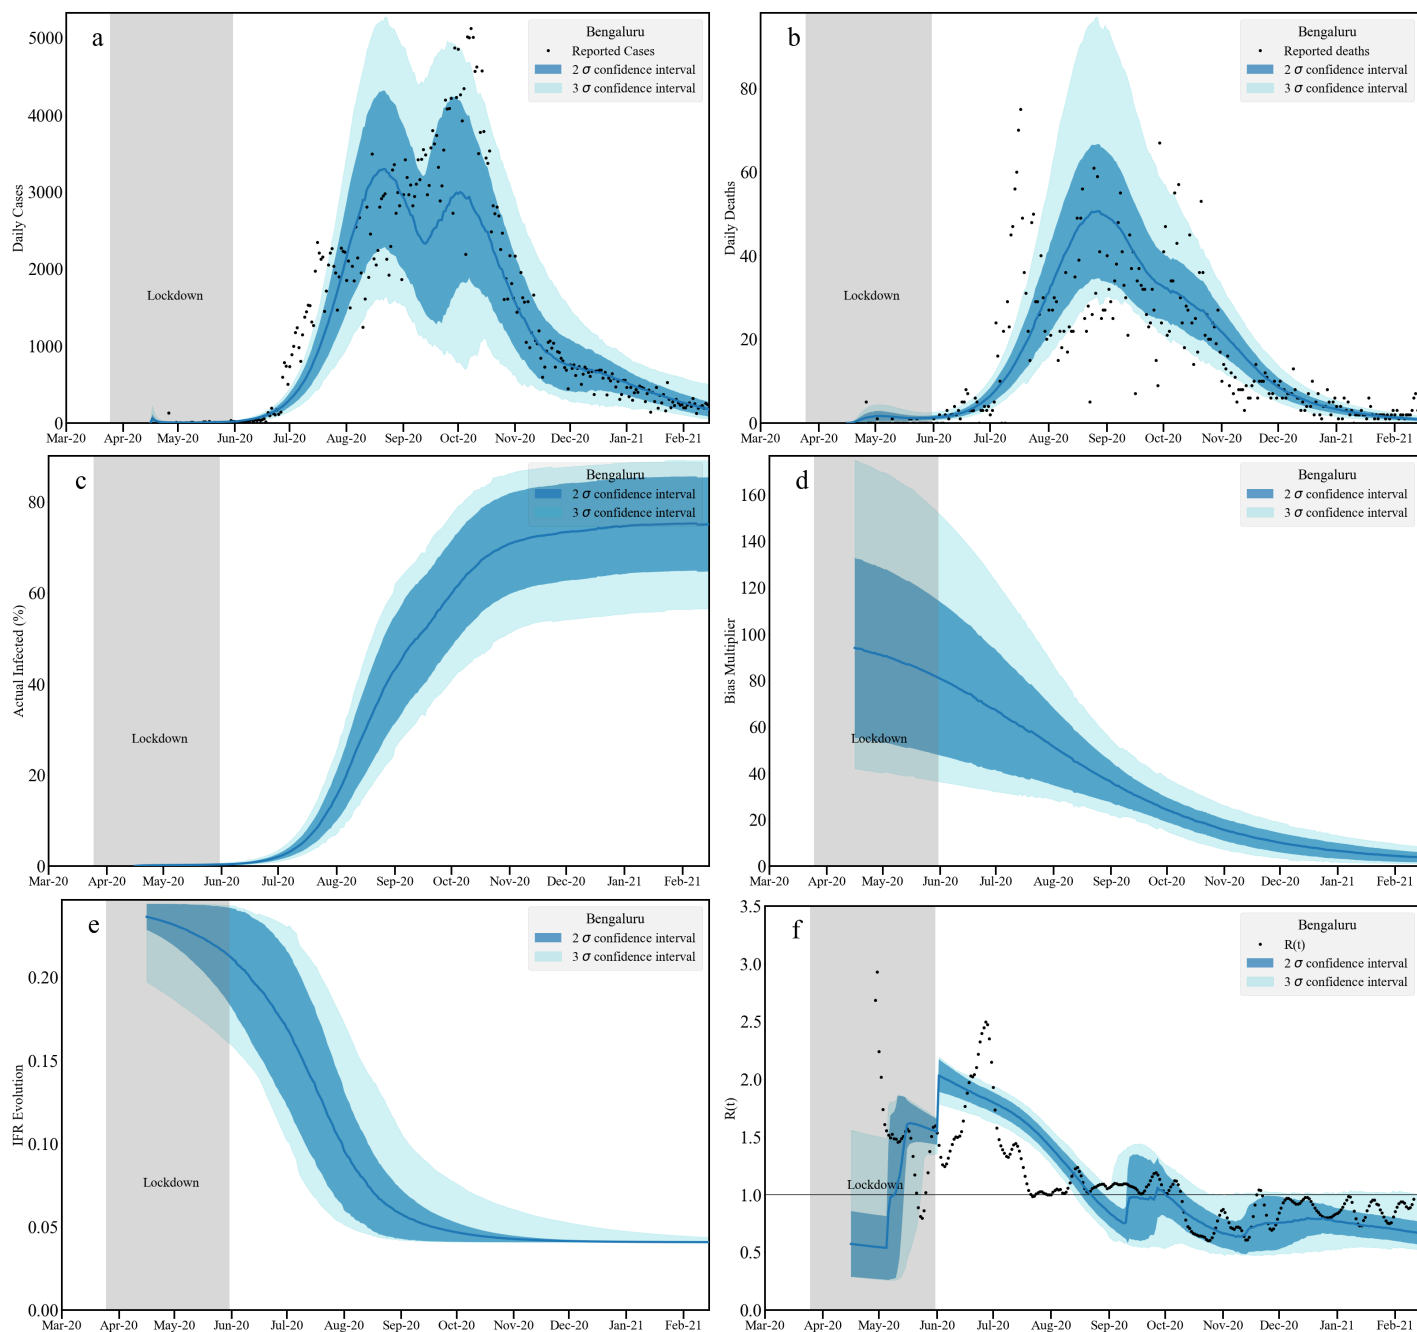 a
Bengaluru
Reported Cases
2 σ confidence interval
3 σ confidence interval
Lockdown
Daily Cases
5000
4000
3000
2000
1000
0
Mar-20 Apr-20 May-20 Jun-20 Jul-20 Aug-20 Sep-20 Oct-20 Nov-20 Dec-20 Jan-21 Feb-21
b
Bengaluru
Reported deaths
2 σ confidence interval
3 σ confidence interval
Lockdown
Daily Deaths
80
60
40
20
0
Mar-20 Apr-20 May-20 Jun-20 Jul-20 Aug-20 Sep-20 Oct-20 Nov-20 Dec-20 Jan-21 Feb-21
c
Bengaluru
2 σ confidence interval
3 σ confidence interval
Lockdown
Actual Infected (%)
80
60
40
20
0
Mar-20 Apr-20 May-20 Jun-20 Jul-20 Aug-20 Sep-20 Oct-20 Nov-20 Dec-20 Jan-21 Feb-21
d
Bengaluru
2 σ confidence interval
3 σ confidence interval
Lockdown
Bias Multiplier
160
140
120
100
80
60
40
20
0
Mar-20 Apr-20 May-20 Jun-20 Jul-20 Aug-20 Sep-20 Oct-20 Nov-20 Dec-20 Jan-21 Feb-21
e
Bengaluru
2 σ confidence interval
3 σ confidence interval
Lockdown
IFR Evolution
0.20
0.15
0.10
0.05
0.00
Mar-20 Apr-20 May-20 Jun-20 Jul-20 Aug-20 Sep-20 Oct-20 Nov-20 Dec-20 Jan-21 Feb-21
f
Bengaluru
R(t)
2 σ confidence interval
3 σ confidence interval
Lockdown
R(t)
3.5
3.0
2.5
2.0
1.5
1.0
0.5
0.0
Mar-20 Apr-20 May-20 Jun-20 Jul-20 Aug-20 Sep-20 Oct-20 Nov-20 Dec-20 Jan-21 Feb-21